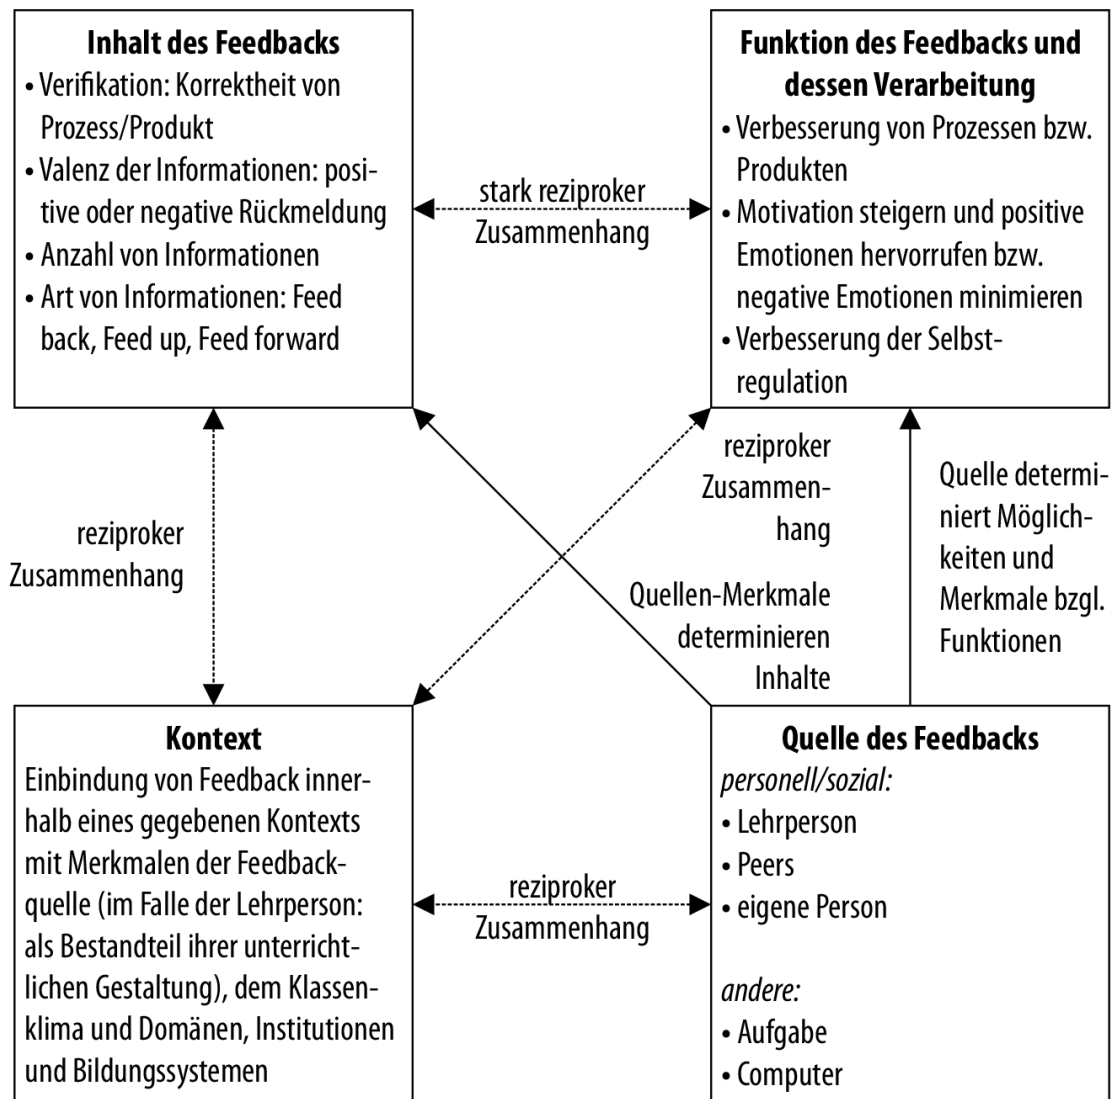 Inhalt des Feedbacks
• Verifikation: Korrektheit von
Prozess/Produkt
• Valenz der Informationen: posi-
tive oder negative Rückmeldung
• Anzahl von Informationen
• Art von Informationen: Feed
back, Feed up, Feed forward
stark reziproker
Zusammenhang
Funktion des Feedbacks und
dessen Verarbeitung
• Verbesserung von Prozessen bzw.
Produkten
• Motivation steigern und positive
Emotionen hervorrufen bzw.
negative Emotionen minimieren
• Verbesserung der Selbst-
regulation
reziproker
Zusammenhang
reziproker
Zusammen-
hang
Quellen-Merkmale
determinieren
Inhalte
Quelle determi-
niert Möglich-
keiten und
Merkmale bzgl.
Funktionen
Kontext
Einbindung von Feedback inner-
halb eines gegebenen Kontexts
mit Merkmalen der Feedback-
quelle (im Falle der Lehrperson:
als Bestandteil ihrer unterricht-
lichen Gestaltung), dem Klassen-
klima und Domänen, Institutionen
und Bildungssystemen
reziproker
Zusammenhang
Quelle des Feedbacks
personell/sozial:
• Lehrperson
• Peers
• eigene Person
andere:
• Aufgabe
• Computer